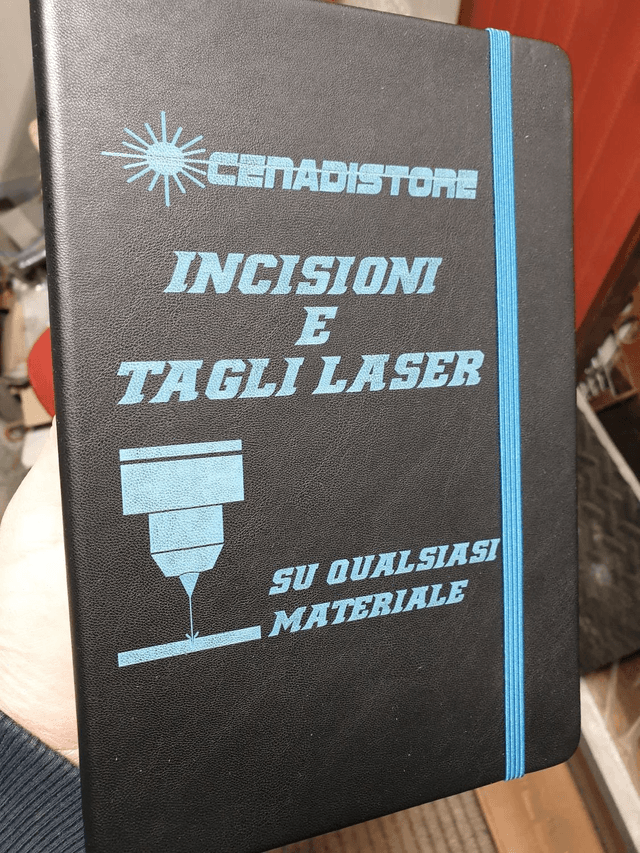 CENADISTORE
INCISIONI
E
TAGLI LASER
SU QUALSIASI
MATERIALE